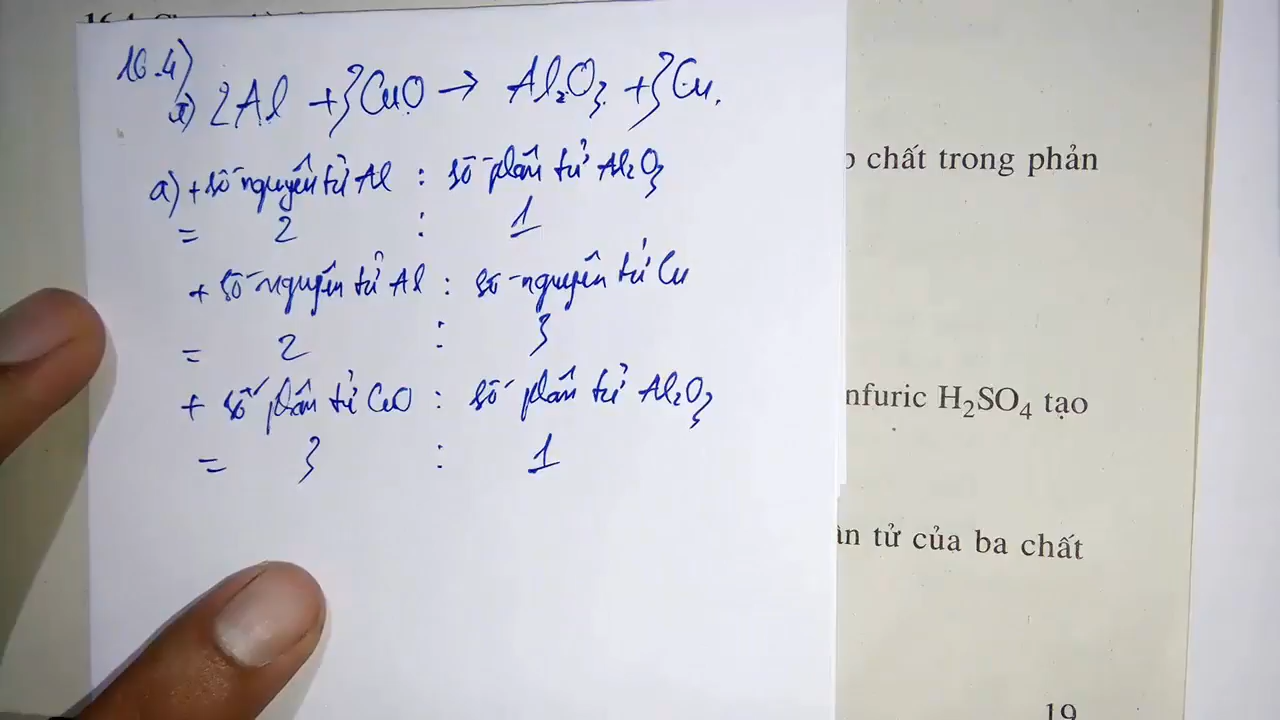 16.4)
2Al + 3CuO → Al₂O₃ + 3Cu.
a) + số nguyên tử Al : số phân tử Al₂O₃
= 2 : 1
+ số nguyên tử Al : số nguyên tử Cu
= 2 : 3
+ số phân tử CuO : số phân tử Al₂O₃
= 3 : 1
chất trong phản
nfuric H₂SO₄ tạo
tử của ba chất
19